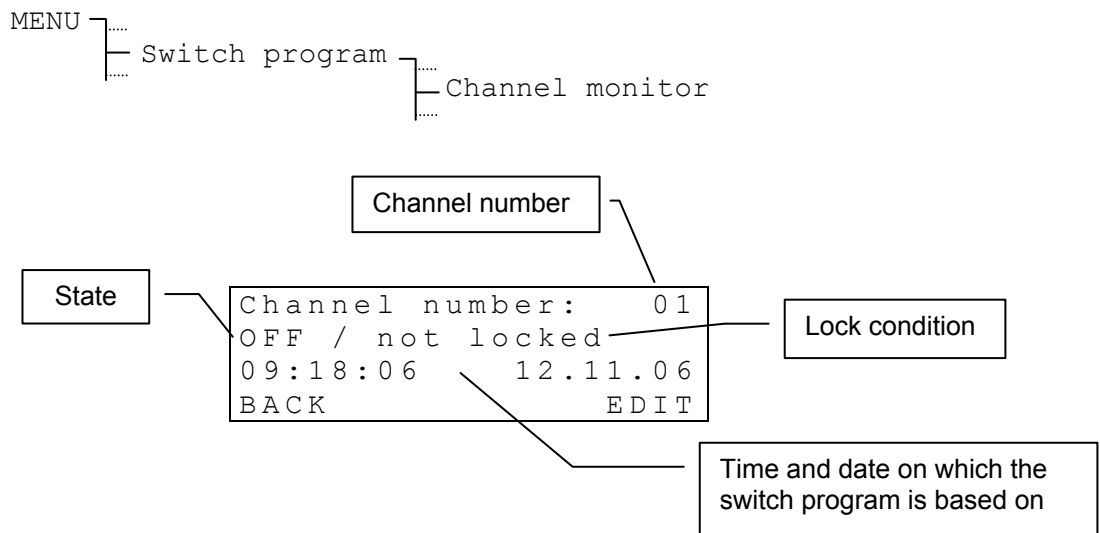 MENU
.....
Switch program
.....
.....
Channel monitor
.....
Channel number
State
Channel number: 01
OFF / not locked
Lock condition
09:18:06 12.11.06
BACK EDIT
Time and date on which the
switch program is based on